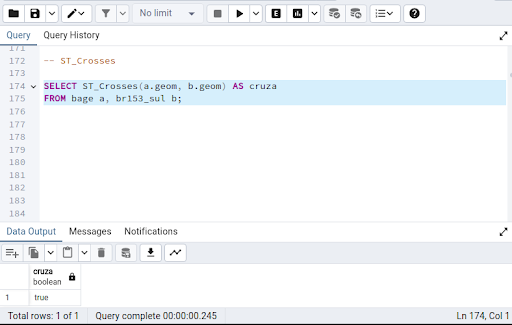 No limit
E
Query
Query History
171
172 -- ST_Crosses
173
174 SELECT ST_Crosses(a.geom, b.geom) AS cruza
175 FROM bage a, br153_sul b;
176
177
178
179
180
181
182
183
184
Data Output
Messages
Notifications
cruza
boolean
1 true
Total rows: 1 of 1
Query complete 00:00:00.245
Ln 174, Col 1